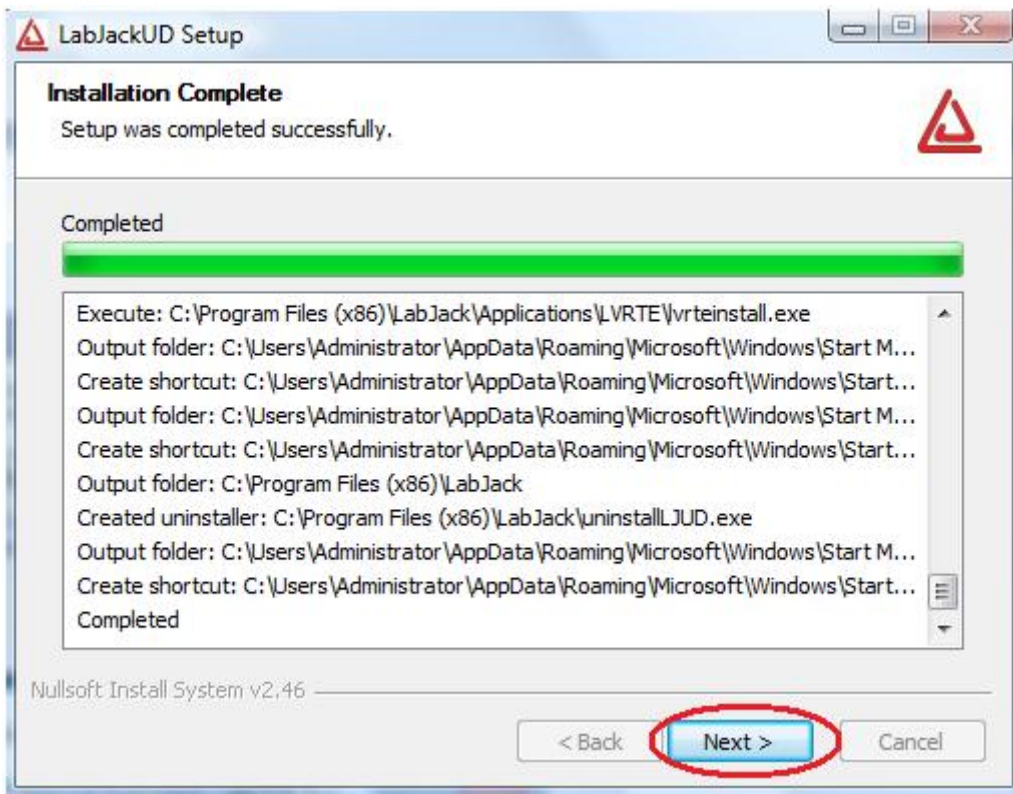 LabJackUD Setup
Installation Complete
Setup was completed successfully.
Completed
Execute: C:\Program Files (x86)\LabJack\Applications\LVRTE\lvrteinstall.exe
Output folder: C:\Users\Administrator\AppData\Roaming\Microsoft\Windows\Start M...
Create shortcut: C:\Users\Administrator\AppData\Roaming\Microsoft\Windows\Start...
Output folder: C:\Users\Administrator\AppData\Roaming\Microsoft\Windows\Start M...
Create shortcut: C:\Users\Administrator\AppData\Roaming\Microsoft\Windows\Start...
Output folder: C:\Program Files (x86)\LabJack
Created uninstaller: C:\Program Files (x86)\LabJack\uninstallLJUD.exe
Output folder: C:\Users\Administrator\AppData\Roaming\Microsoft\Windows\Start M...
Create shortcut: C:\Users\Administrator\AppData\Roaming\Microsoft\Windows\Start...
Completed
Nullsoft Install System v2.46
< Back Next > Cancel